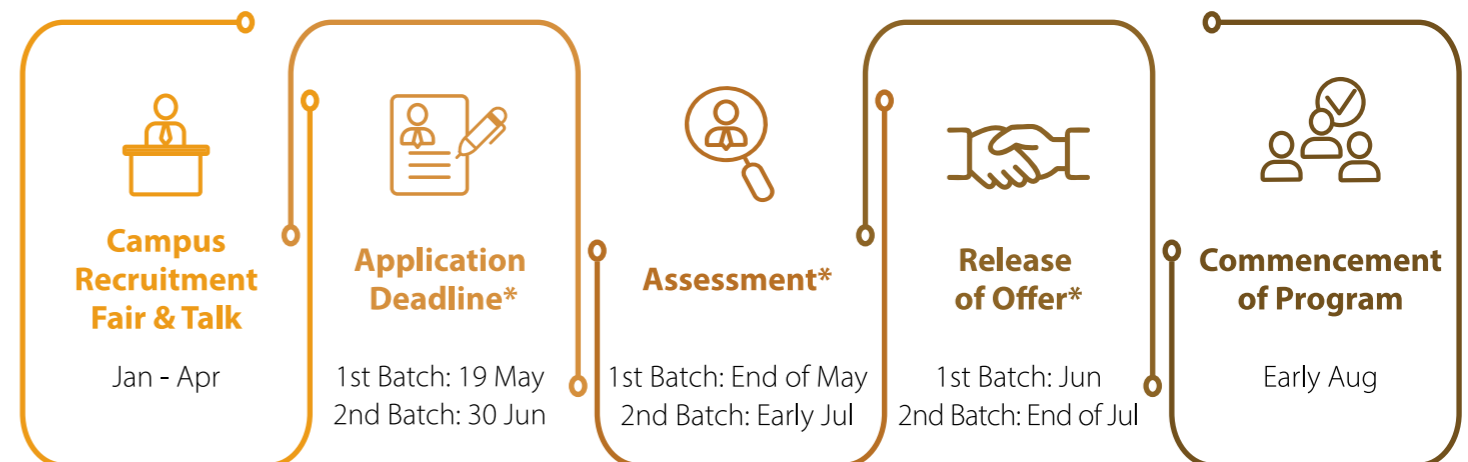 Campus
Recruitment
Fair & Talk
Jan - Apr
Application
Deadline*
1st Batch: 19 May
2nd Batch: 30 Jun
Assessment*
1st Batch: End of May
2nd Batch: Early Jul
Release
of Offer*
1st Batch: Jun
2nd Batch: End of Jul
Commencement
of Program
Early Aug